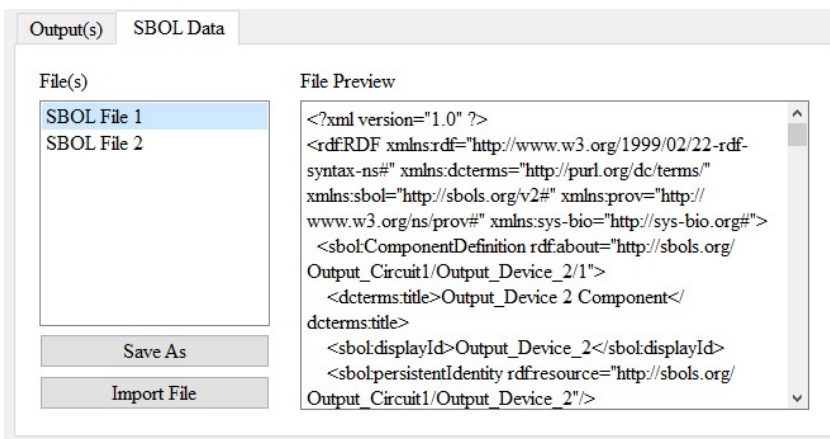 Output(s) SBOL Data
File(s) File Preview
SBOL File 1
SBOL File 2
Save As
Import File
<?xml version="1.0" ?>
<rdf:RDF xmlns:rdf="http://www.w3.org/1999/02/22-rdf-
syntax-ns#" xmlns:dcterms="http://purl.org/dc/terms/"
xmlns:sbol="http://sbols.org/v2#" xmlns:prov="http://
www.w3.org/ns/prov#" xmlns:sys-bio="http://sys-bio.org#">
<sbol:ComponentDefinition rdf:about="http://sbols.org/
Output_Circuit1/Output_Device_2/1">
<dcterms:title>Output_Device 2 Component</
dcterms:title>
<sbol:displayId>Output_Device_2</sbol:displayId>
<sbol:persistentIdentity rdf:resource="http://sbols.org/
Output_Circuit1/Output_Device_2"/>